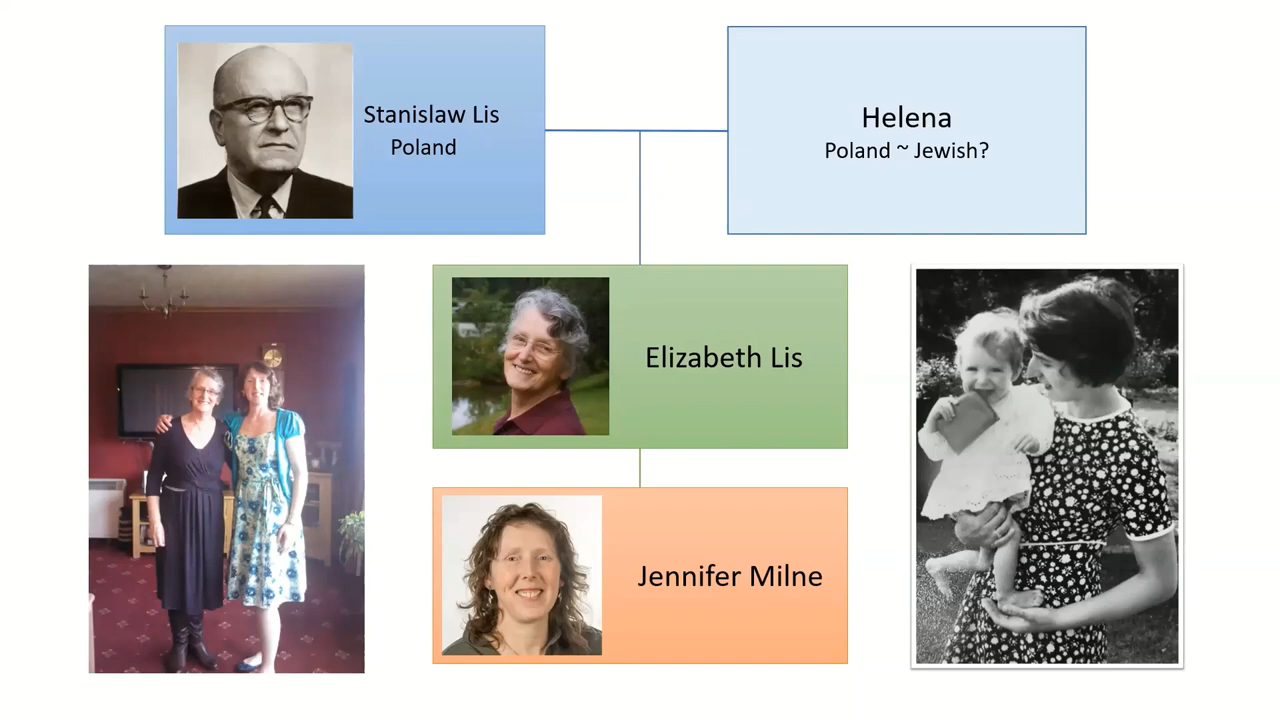 Stanislaw Lis
Poland
Helena
Poland ~ Jewish?
Elizabeth Lis
Jennifer Milne